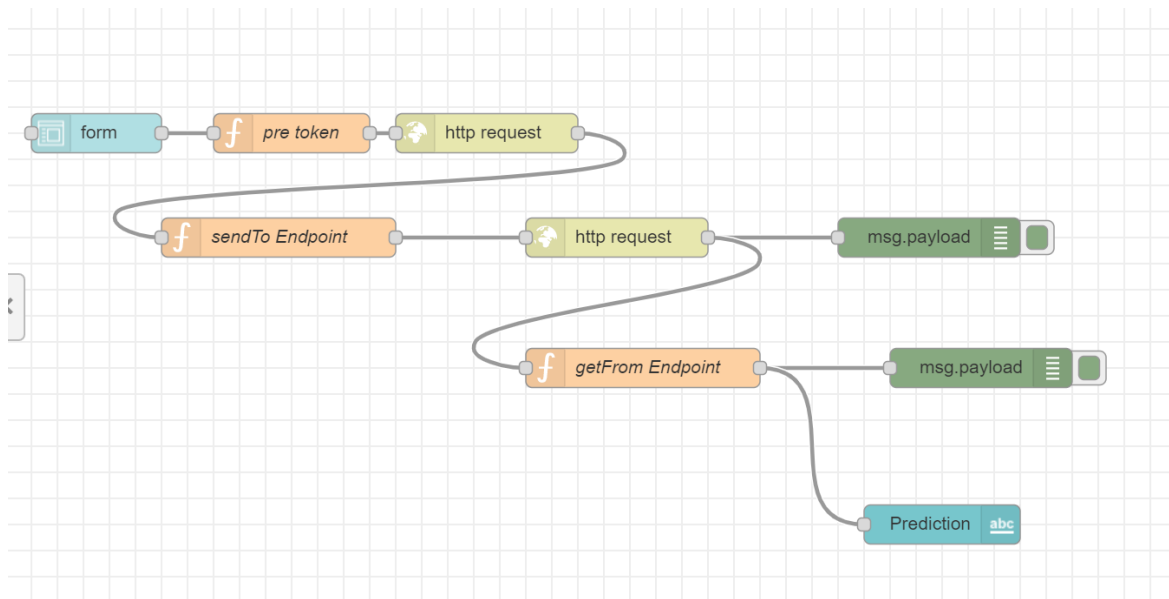 form
pre token
http request
sendTo Endpoint
http request
msg.payload
getFrom Endpoint
msg.payload
Prediction
abc